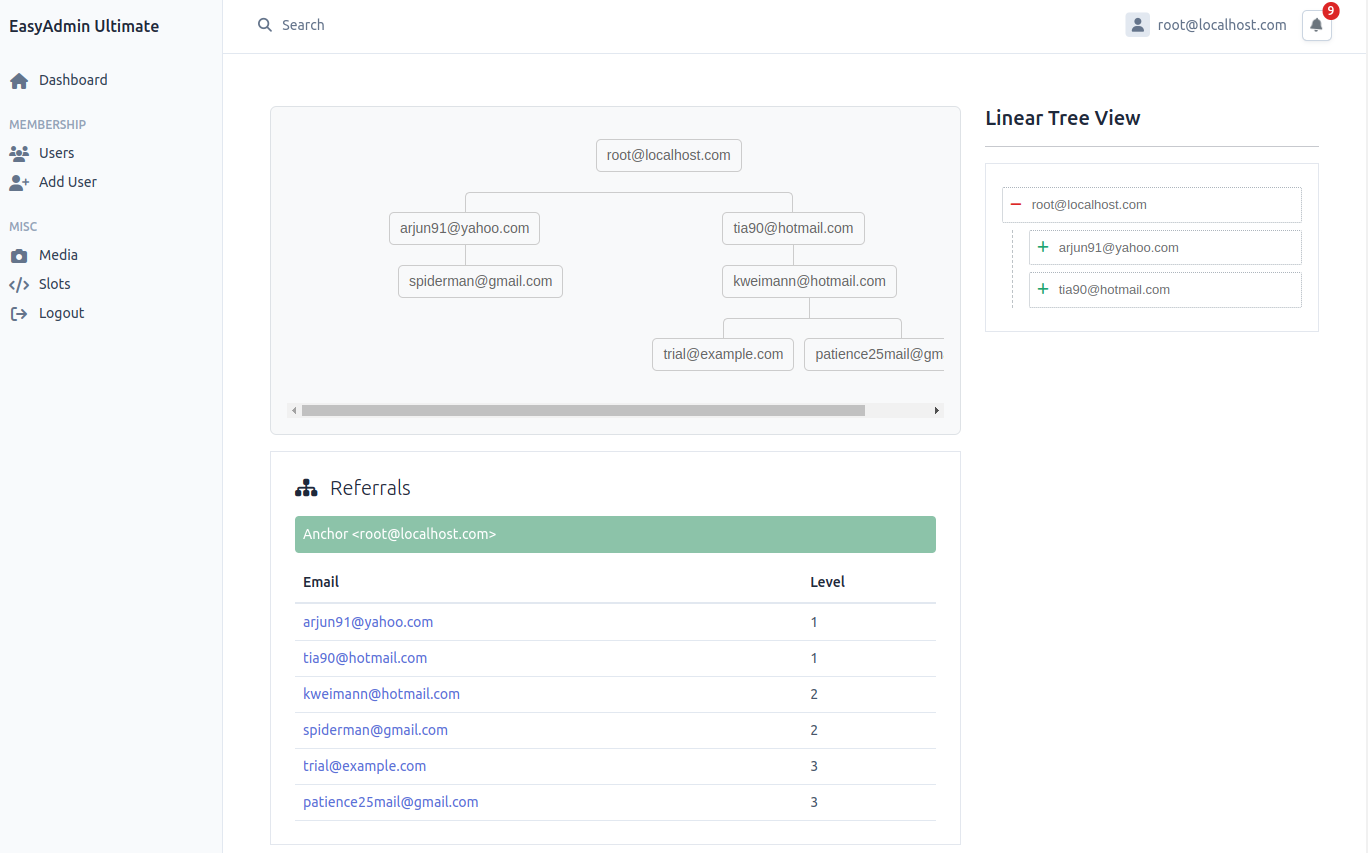 EasyAdmin Ultimate
Dashboard
MEMBERSHIP
Users
Add User
MISC
Media
Slots
Logout
Search
root@localhost.com
9
root@localhost.com
arjun91@yahoo.com tia90@hotmail.com
spiderman@gmail.com kweimann@hotmail.com
trial@example.com patience25mail@gm
Referrals
Anchor <root@localhost.com>
Email Level
arjun91@yahoo.com 1
tia90@hotmail.com 1
kweimann@hotmail.com 2
spiderman@gmail.com 2
trial@example.com 3
patience25mail@gmail.com 3
Linear Tree View
root@localhost.com
arjun91@yahoo.com
tia90@hotmail.com